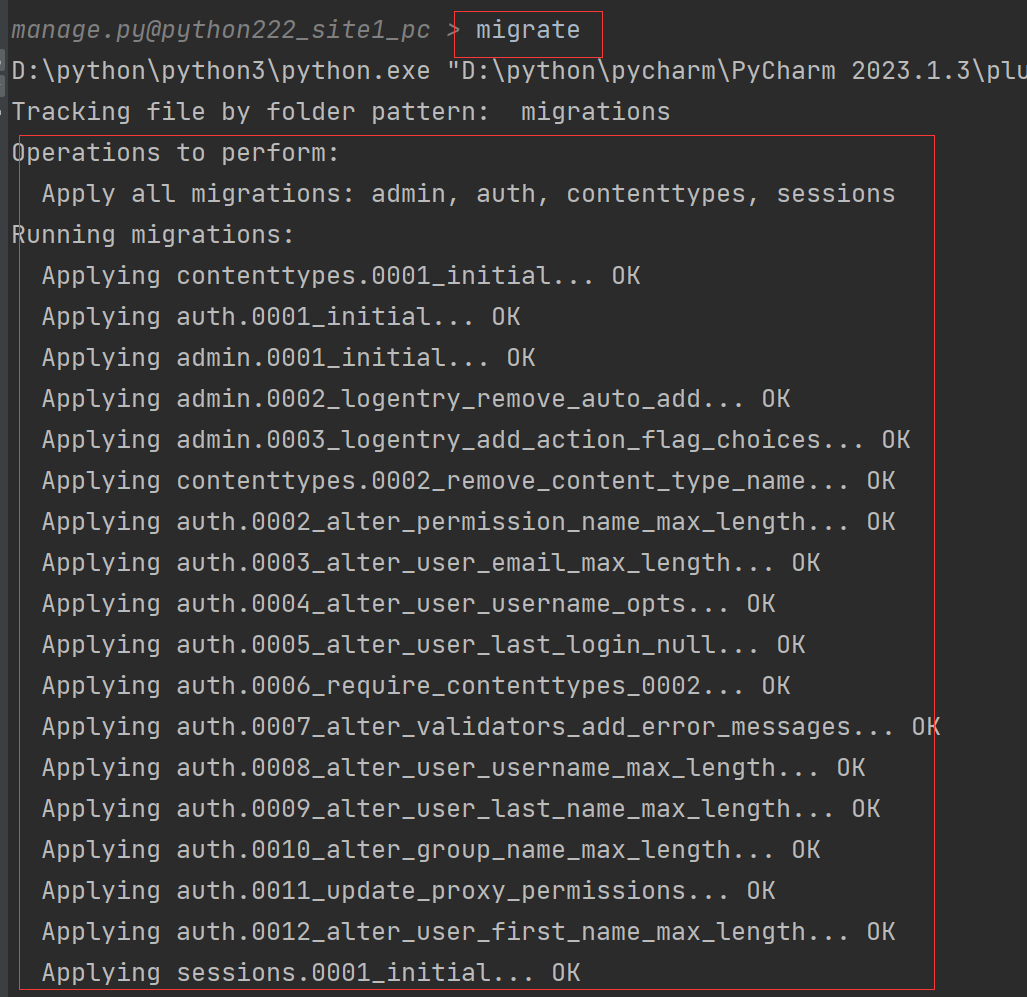 manage.py@python222_site1_pc > migrate
D:\python\python3\python.exe "D:\python\pycharm\PyCharm 2023.1.3\plu
Tracking file by folder pattern:  migrations
Operations to perform:
  Apply all migrations: admin, auth, contenttypes, sessions
Running migrations:
  Applying contenttypes.0001_initial... OK
  Applying auth.0001_initial... OK
  Applying admin.0001_initial... OK
  Applying admin.0002_logentry_remove_auto_add... OK
  Applying admin.0003_logentry_add_action_flag_choices... OK
  Applying contenttypes.0002_remove_content_type_name... OK
  Applying auth.0002_alter_permission_name_max_length... OK
  Applying auth.0003_alter_user_email_max_length... OK
  Applying auth.0004_alter_user_username_opts... OK
  Applying auth.0005_alter_user_last_login_null... OK
  Applying auth.0006_require_contenttypes_0002... OK
  Applying auth.0007_alter_validators_add_error_messages... OK
  Applying auth.0008_alter_user_username_max_length... OK
  Applying auth.0009_alter_user_last_name_max_length... OK
  Applying auth.0010_alter_group_name_max_length... OK
  Applying auth.0011_update_proxy_permissions... OK
  Applying auth.0012_alter_user_first_name_max_length... OK
  Applying sessions.0001_initial... OK